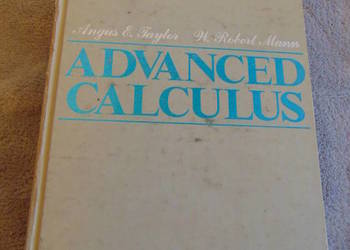 Angus E. Taylor W. Robert Mann
ADVANCED
CALCULUS